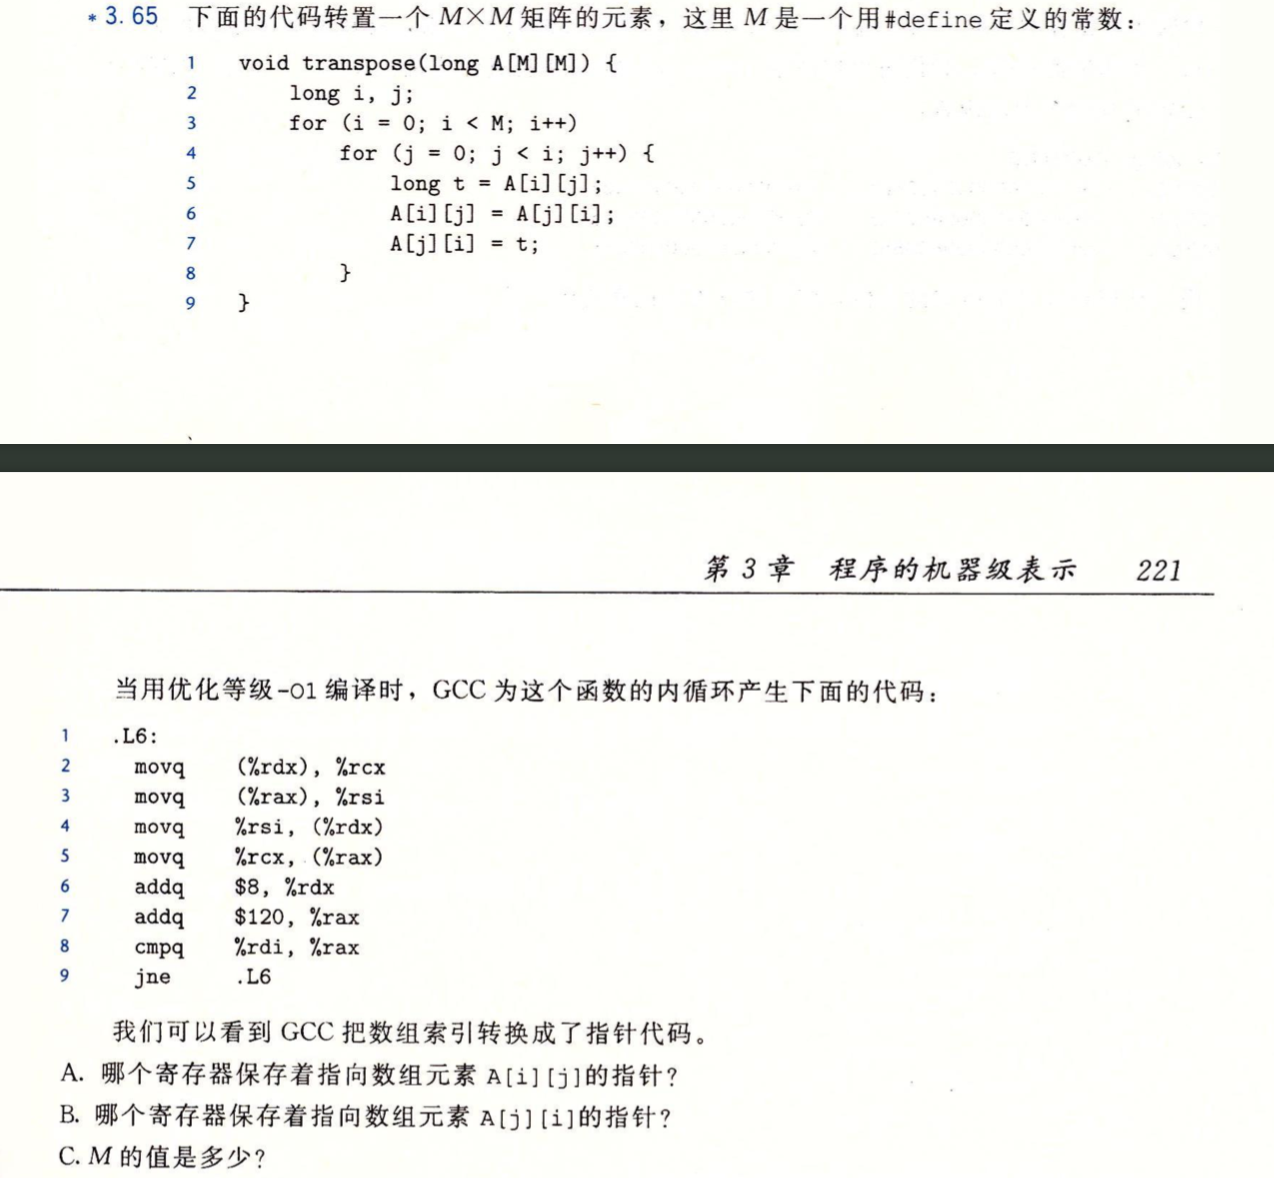 * 3.65 下面的代码转置一个 M×M 矩阵的元素，这里 M 是一个用#define 定义的常数：
1 void transpose(long A[M][M]) {
2 long i, j;
3 for (i = 0; i < M; i++)
4 for (j = 0; j < i; j++) {
5 long t = A[i][j];
6 A[i][j] = A[j][i];
7 A[j][i] = t;
8 }
9 }
第 3 章 程序的机器级表示 221
当用优化等级-O1 编译时，GCC 为这个函数的内循环产生下面的代码：
1 .L6:
2 movq (%rdx), %rcx
3 movq (%rax), %rsi
4 movq %rsi, (%rdx)
5 movq %rcx, (%rax)
6 addq $8, %rdx
7 addq $120, %rax
8 cmpq %rdi, %rax
9 jne .L6
我们可以看到 GCC 把数组索引转换成了指针代码。
A. 哪个寄存器保存着指向数组元素 A[i][j]的指针？
B. 哪个寄存器保存着指向数组元素 A[j][i]的指针？
C. M 的值是多少？